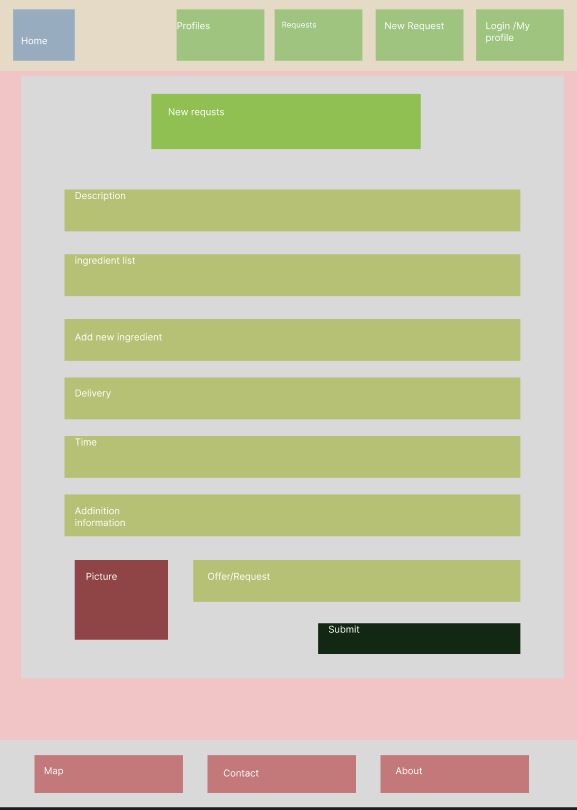 Home
Profiles
Requests
New Request
Login /My
profile
New requsts
Description
ingredient list
Add new ingredient
Delivery
Time
Addinition
information
Picture
Offer/Request
Submit
Map
Contact
About